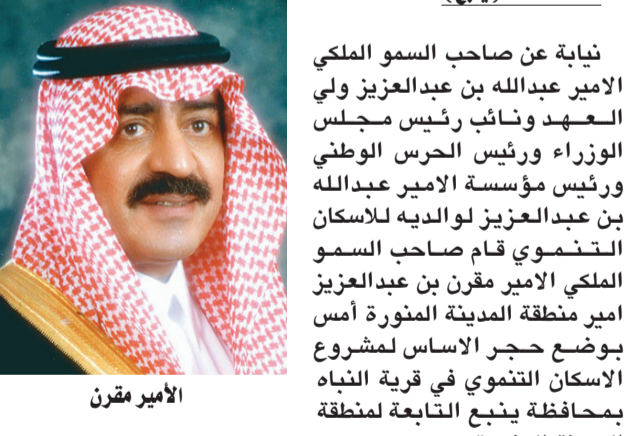 نيابة عن صاحب السمو الملكي
الامير عبدالله بن عبدالعزيز ولي
العهد ونائب رئيس مجلس
الوزراء ورئيس الحرس الوطني
ورئيس مؤسسة الامير عبدالله
بن عبدالعزيز لوالديه للاسكان
التنموي قام صاحب السمو
الملكي الامير مقرن بن عبدالعزيز
امير منطقة المدينة المنورة أمس
بوضع حجر الاساس لمشروع
الاسكان التنموي في قرية النباه
بمحافظة ينبع التابعة لمنطقة
الأمير مقرن